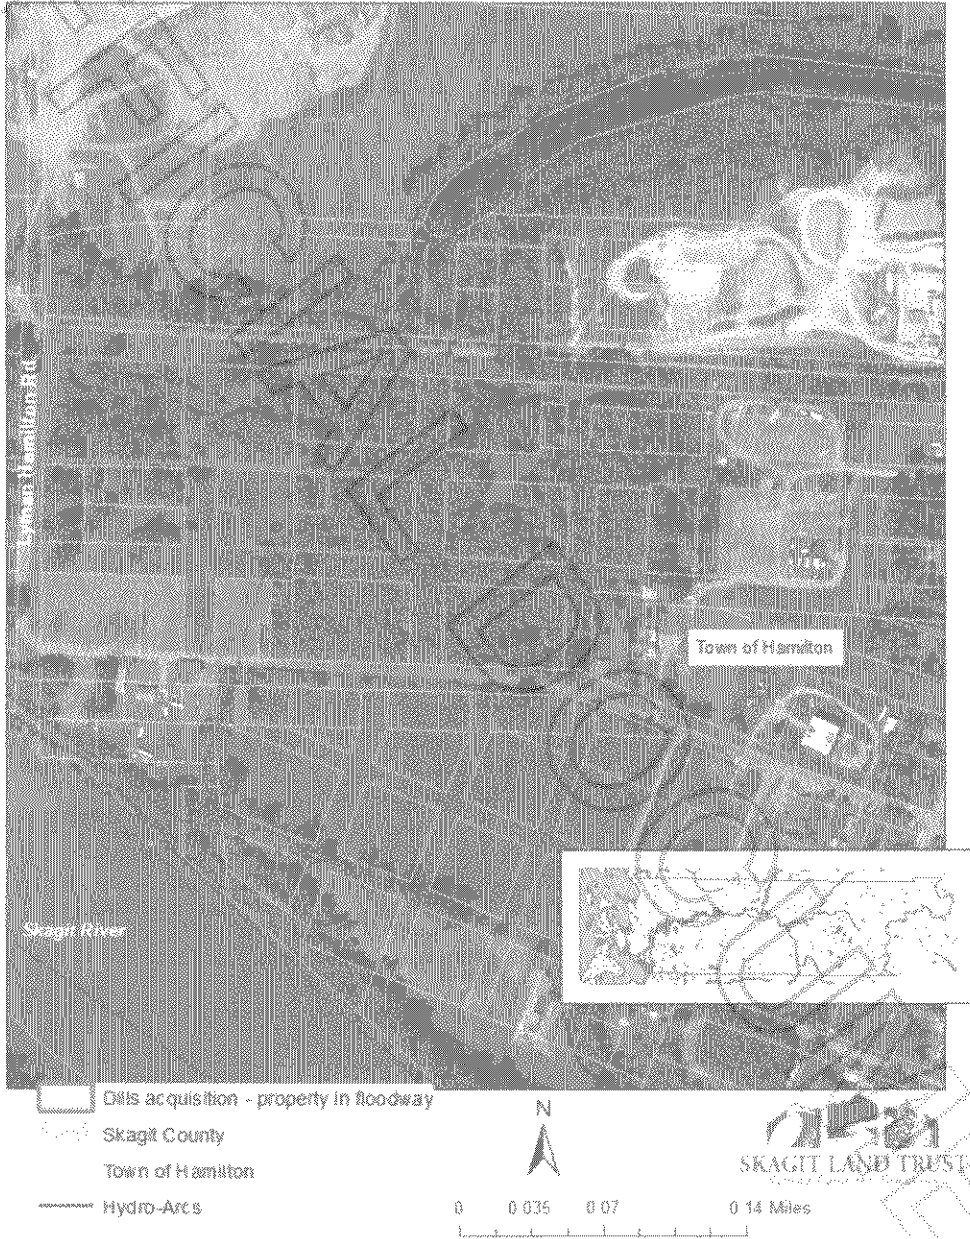 Lyman Hamilton Rd
Town of Hamilton
Skagit River
Dills acquisition - property in floodway
Skagit County
Town of Hamilton
Hydro-Arcs
N
0 0.035 0.07 0.14 Miles
SKAGIT LAND TRUST